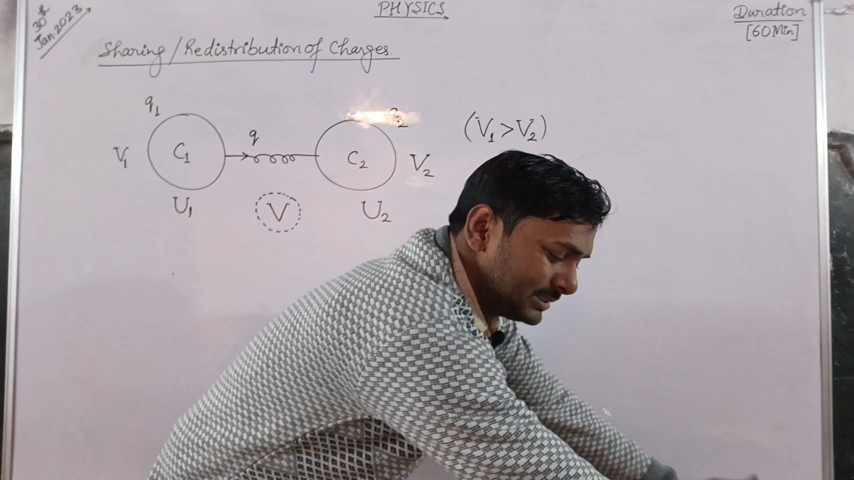 30th Jan 2023
PHYSICS
Duration
[60 Min]
Sharing / Redistribution of Charges
q1
q
V1
C1
C2
V2
(V1 > V2)
U1
V
U2